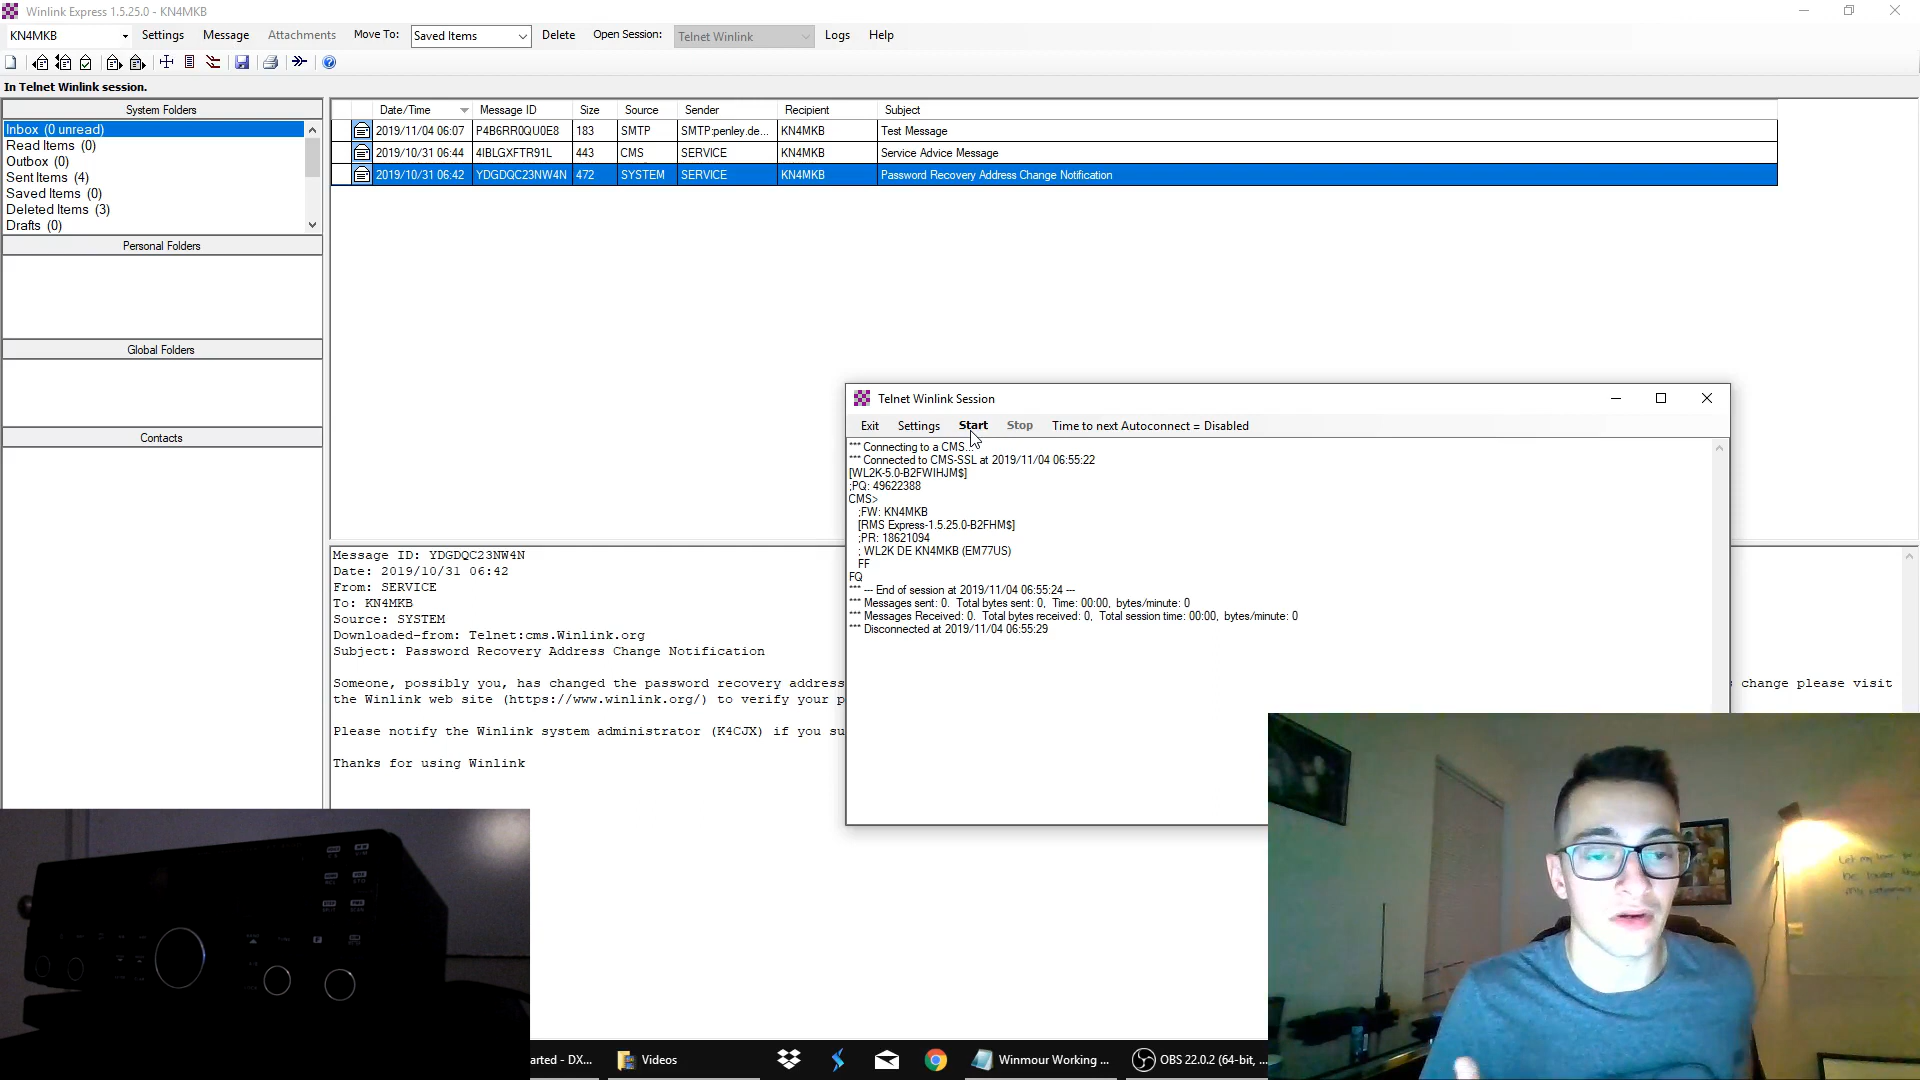 Winlink Express 1.5.25.0 - KN4MKB
KN4MKB Settings Message Attachments Move To: Saved Items Delete Open Session: Telnet Winlink Logs Help
In Telnet Winlink session.
System Folders
Inbox (0 unread)
Read Items (0)
Outbox (0)
Sent Items (4)
Saved Items (0)
Deleted Items (3)
Drafts (0)
Personal Folders
Global Folders
Contacts
Date/Time Message ID Size Source Sender Recipient Subject
2019/11/04 06:07 P4B6RR0QU0E8 183 SMTP SMTP:penley.de... KN4MKB Test Message
2019/10/31 06:44 4IBLGXFTR91L 443 CMS SERVICE KN4MKB Service Advice Message
2019/10/31 06:42 YDGDQC23NW4N 472 SYSTEM SERVICE KN4MKB Password Recovery Address Change Notification
Message ID: YDGDQC23NW4N
Date: 2019/10/31 06:42
From: SERVICE
To: KN4MKB
Source: SYSTEM
Downloaded-from: Telnet:cms.Winlink.org
Subject: Password Recovery Address Change Notification
Someone, possibly you, has changed the password recovery address
change please visit
the Winlink web site (https://www.winlink.org/) to verify your p
Please notify the Winlink system administrator (K4CJX) if you su
Thanks for using Winlink
Telnet Winlink Session
Exit Settings Start Stop Time to next Autoconnect = Disabled
*** Connecting to a CMS...
*** Connected to CMS-SSL at 2019/11/04 06:55:22
[WL2K-5.0-B2FWIHJM$]
;PQ: 49622388
CMS>
;FW: KN4MKB
[RMS Express-1.5.25.0-B2FHM$]
;PR: 18621094
; WL2K DE KN4MKB (EM77US)
FF
FQ
*** --- End of session at 2019/11/04 06:55:24 ---
*** Messages sent: 0. Total bytes sent: 0, Time: 00:00, bytes/minute: 0
*** Messages Received: 0. Total bytes received: 0, Total session time: 00:00, bytes/minute: 0
*** Disconnected at 2019/11/04 06:55:29
arted - DX... Videos Winmour Working ... OBS 22.0.2 (64-bit, ...